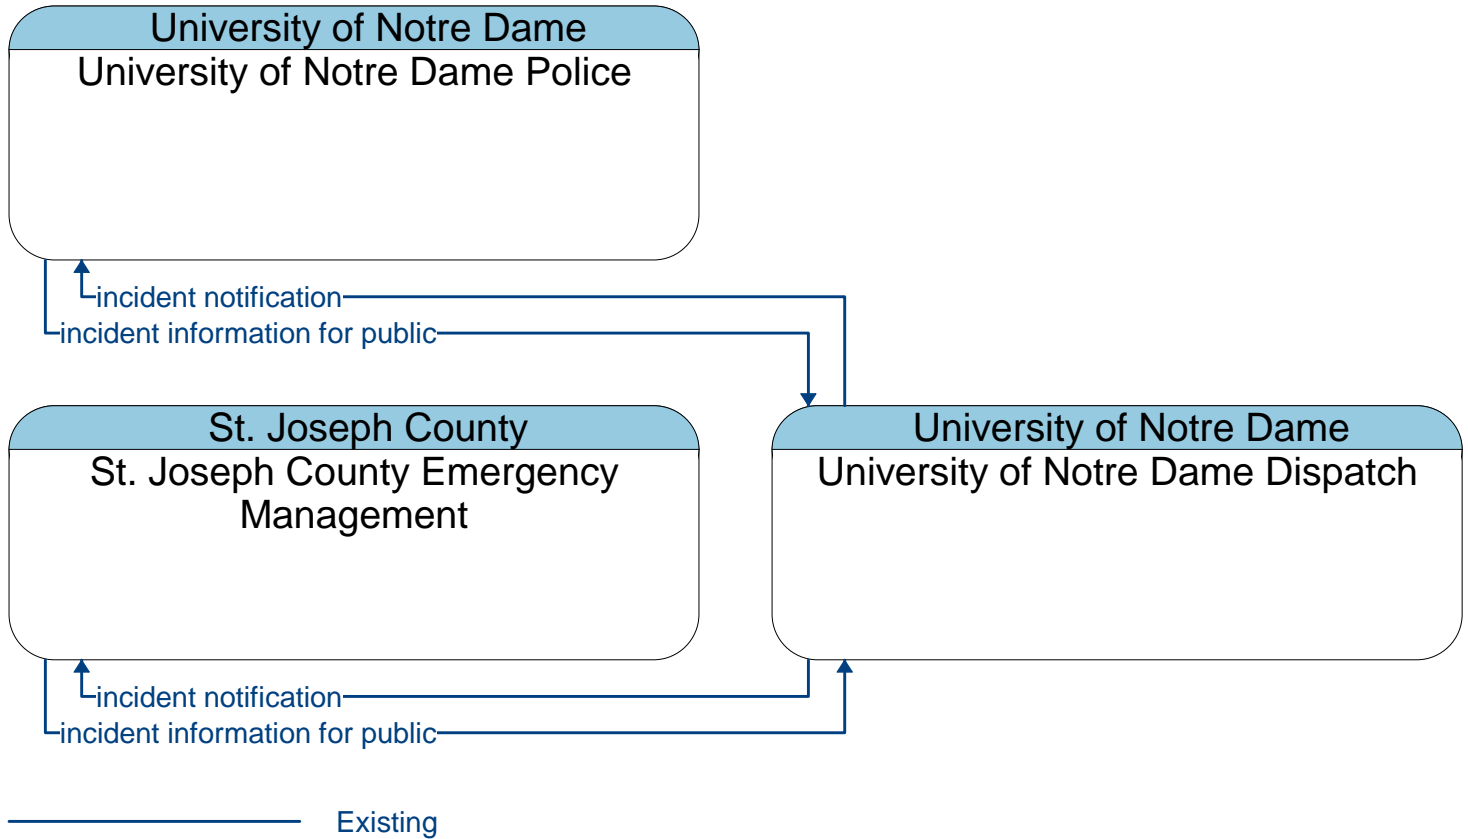 University of Notre Dame
University of Notre Dame Police
incident notification
incident information for public
St. Joseph County
St. Joseph County Emergency
Management
University of Notre Dame
University of Notre Dame Dispatch
incident notification
incident information for public
Existing